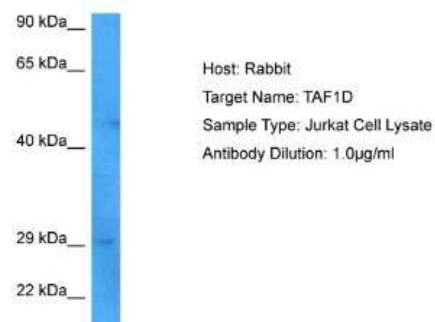 90 kDa
65 kDa
40 kDa
29 kDa
22 kDa
Host: Rabbit
Target Name: TAF1D
Sample Type: Jurkat Cell Lysate
Antibody Dilution: 1.0µg/ml